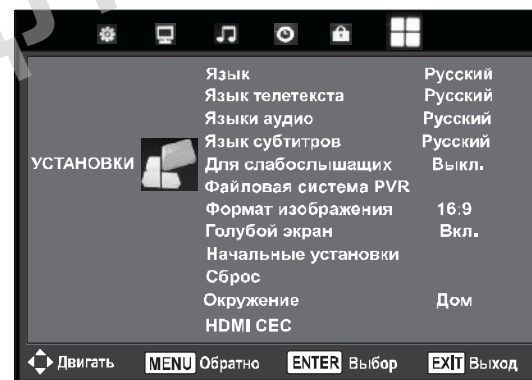 Язык Русский
Язык телетекста Русский
Языки аудио Русский
Язык субтитров Русский
УСТАНОВКИ
Для слабослышащих Выкл.
Файловая система PVR
Формат изображения 16:9
Голубой экран Вкл.
Начальные установки
Сброс
Окружение Дом
HDMI CEC
Двигать MENU Обратно ENTER Выбор EXIT Выход